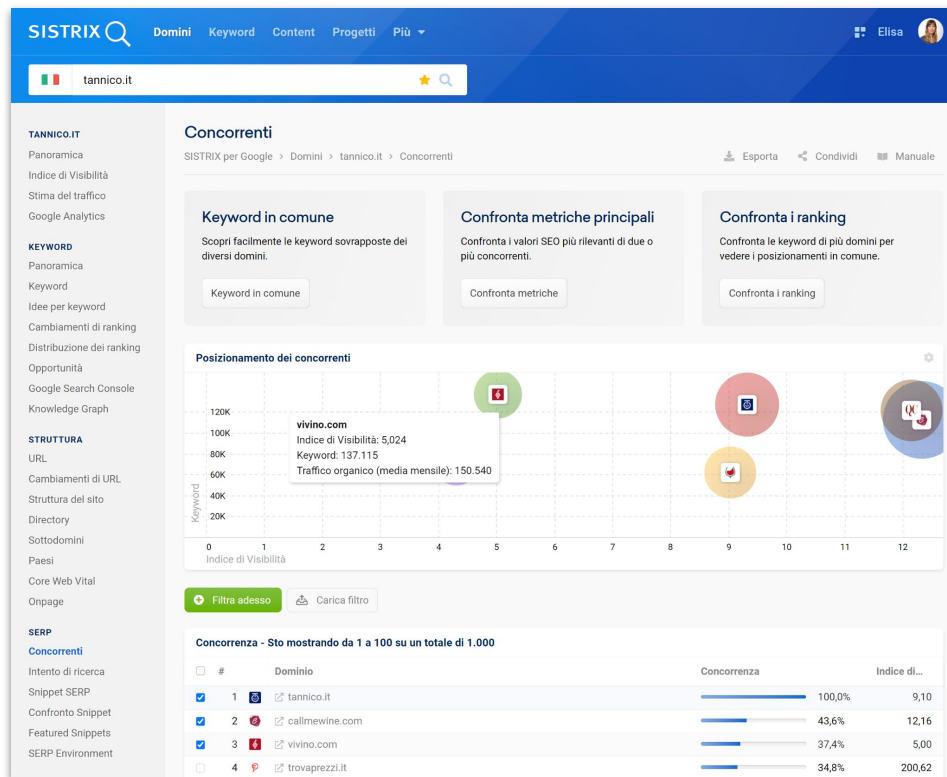 SISTRIX
Domini Keyword Content Progetti Più
Elisa
tannico.it
TANNICO.IT
Panoramica
Indice di Visibilità
Stima del traffico
Google Analytics
KEYWORD
Panoramica
Keyword
Idee per keyword
Cambiamenti di ranking
Distribuzione dei ranking
Opportunità
Google Search Console
Knowledge Graph
STRUTTURA
URL
Cambiamenti di URL
Struttura del sito
Directory
Sottodomini
Paesi
Core Web Vital
Onpage
SERP
Concorrenti
Intento di ricerca
Snippet SERP
Confronto Snippet
Featured Snippets
SERP Environment
Concorrenti
SISTRIX per Google > Domini > tannico.it > Concorrenti
Esporta Condividi Manuale
Keyword in comune
Scopri facilmente le keyword sovrapposte dei
diversi domini.
Keyword in comune
Confronta metriche principali
Confronta i valori SEO più rilevanti di due o
più concorrenti.
Confronta metriche
Confronta i ranking
Confronta le keyword di più domini per
vedere i posizionamenti in comune.
Confronta i ranking
Posizionamento dei concorrenti
120K
100K
80K
60K
40K
20K
Keyword
vivino.com
Indice di Visibilità: 5,024
Keyword: 137.115
Traffico organico (media mensile): 150.540
QC
0 1 2 3 4 5 6 7 8 9 10 11 12
Indice di Visibilità
Filtra adesso Carica filtro
Concorrenza - Sto mostrando da 1 a 100 su un totale di 1.000
# Dominio Concorrenza Indice di...
1 tannico.it 100,0% 9,10
2 callmewine.com 43,6% 12,16
3 vivino.com 37,4% 5,00
4 trovaprezzi.it 34,8% 200,62